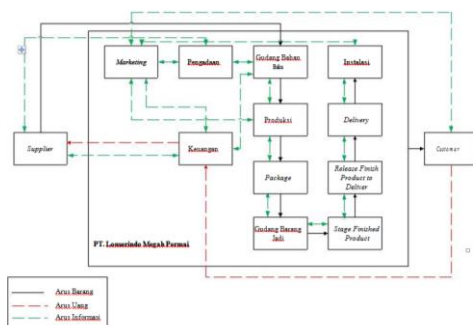 Marketing
Pengadaan
Gudang Bahan
Baku
Instalasi
Produksi
Delivery
Supplier
Keuangan
Customer
Package
Release Finish
Product to
Deliver
Gudang Barang
Jadi
Stage Finished
Product
PT. Lomerindo Megah Permai
Arus Barang
Arus Uang
Arus Informasi